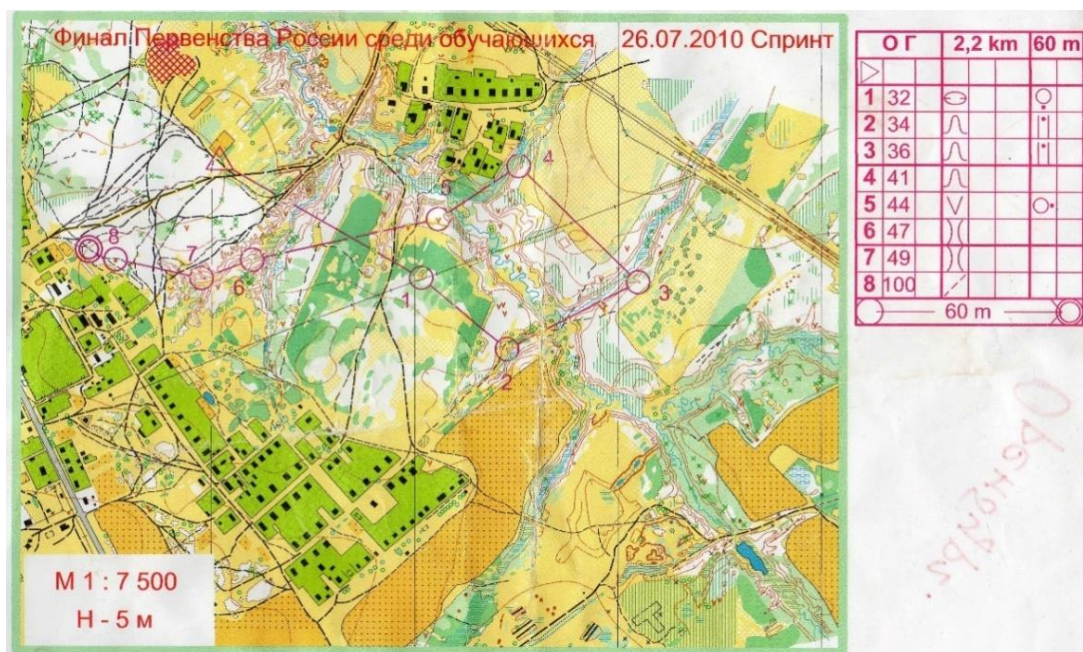 Финал Первенства России среди обучающихся 26.07.2010 Спринт
О Г 2,2 km 60 m
1 32
2 34
3 36
4 41
5 44
6 47
7 49
8 100
60 m
4
5
8
7
6
1
3
2
Оренбург.
М 1 : 7 500
Н - 5 м